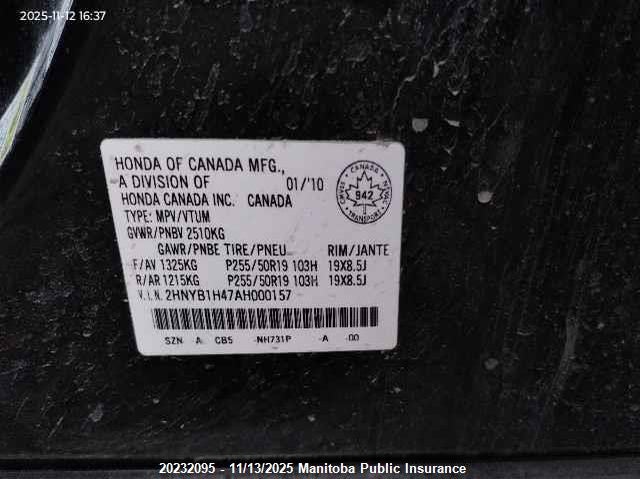 2025-11-12 16:37
HONDA OF CANADA MFG.,
A DIVISION OF 01/'10
HONDA CANADA INC. CANADA
TYPE: MPV/VTUM
GVWR/PNBV 2510KG
GAWR/PNBE TIRE/PNEU RIM/JANTE
F/AV 1325KG P255/50R19 103H 19X8.5J
R/AR 1215KG P255/50R19 103H 19X8.5J
V.I.N. 2HNYB1H47AH000157
SZN A CB5 -NH731P -A -00
CANADA
942
TRANSPORT
20232095 - 11/13/2025 Manitoba Public Insurance